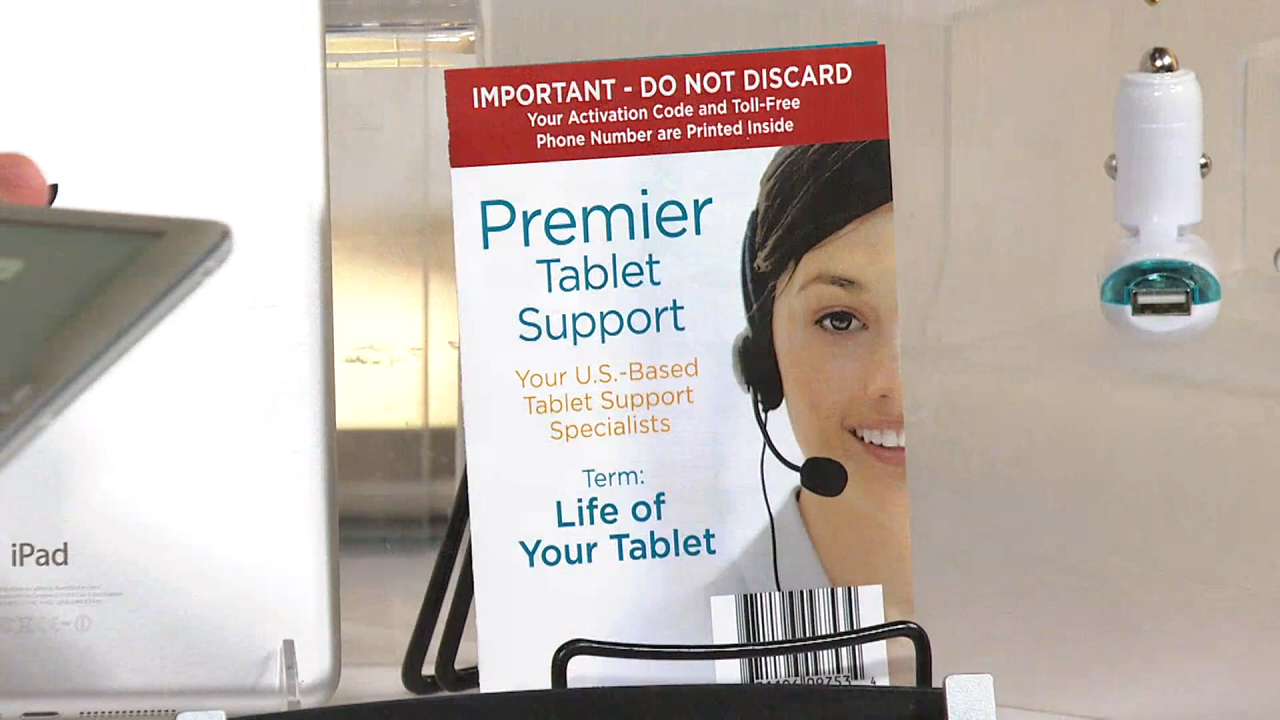 IMPORTANT - DO NOT DISCARD
Your Activation Code and Toll-Free
Phone Number are Printed Inside
Premier
Tablet
Support
Your U.S.-Based
Tablet Support
Specialists
Term:
Life of
Your Tablet
iPad